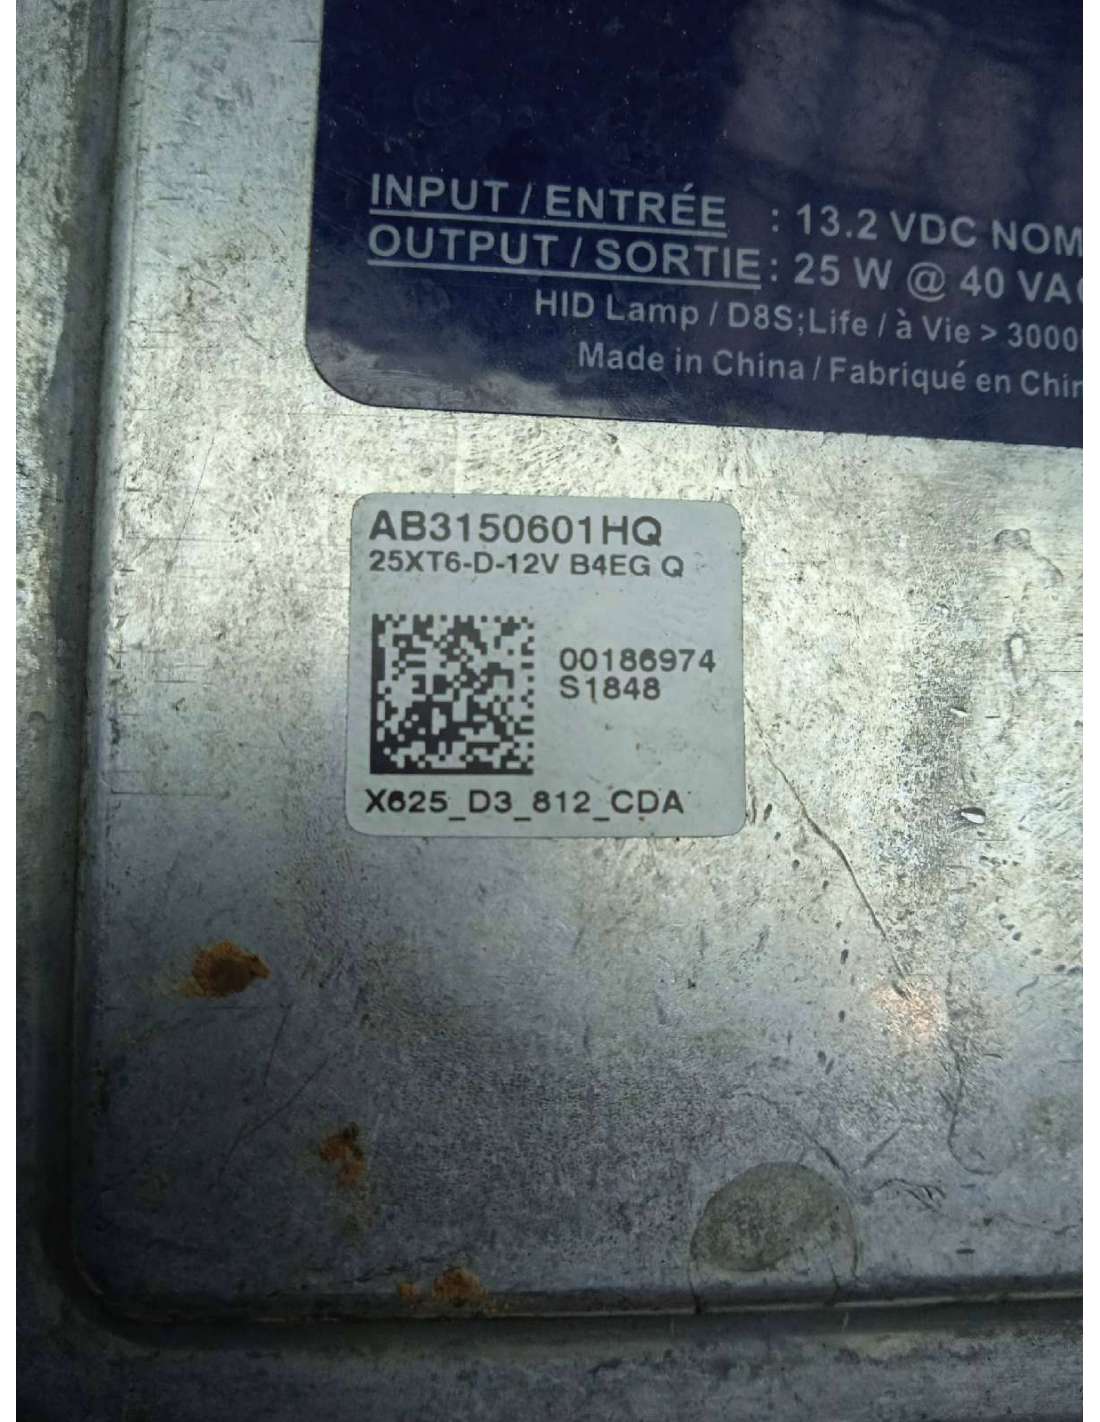 INPUT / ENTRÉE : 13.2 VDC NOM
OUTPUT / SORTIE : 25 W @ 40 VAC
HID Lamp / D8S;Life / à Vie > 3000
Made in China / Fabriqué en Chin
AB3150601HQ
25XT6-D-12V B4EG Q
00186974
S1848
X625_D3_812_CDA